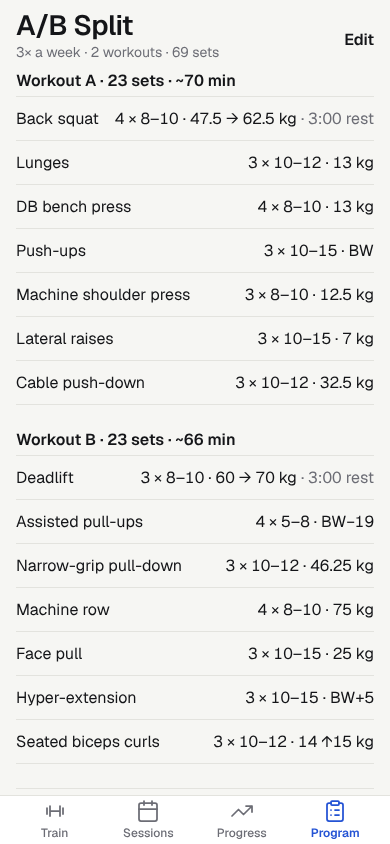 A/B Split
Edit
3× a week · 2 workouts · 69 sets
Workout A · 23 sets · ~70 min
Back squat 4 × 8–10 · 47.5 → 62.5 kg · 3:00 rest
Lunges 3 × 10–12 · 13 kg
DB bench press 4 × 8–10 · 13 kg
Push-ups 3 × 10–15 · BW
Machine shoulder press 3 × 8–10 · 12.5 kg
Lateral raises 3 × 10–15 · 7 kg
Cable push-down 3 × 10–12 · 32.5 kg
Workout B · 23 sets · ~66 min
Deadlift 3 × 8–10 · 60 → 70 kg · 3:00 rest
Assisted pull-ups 4 × 5–8 · BW−19
Narrow-grip pull-down 3 × 10–12 · 46.25 kg
Machine row 4 × 8–10 · 75 kg
Face pull 3 × 10–15 · 25 kg
Hyper-extension 3 × 10–15 · BW+5
Seated biceps curls 3 × 10–12 · 14 ↑15 kg
Train Sessions Progress Program